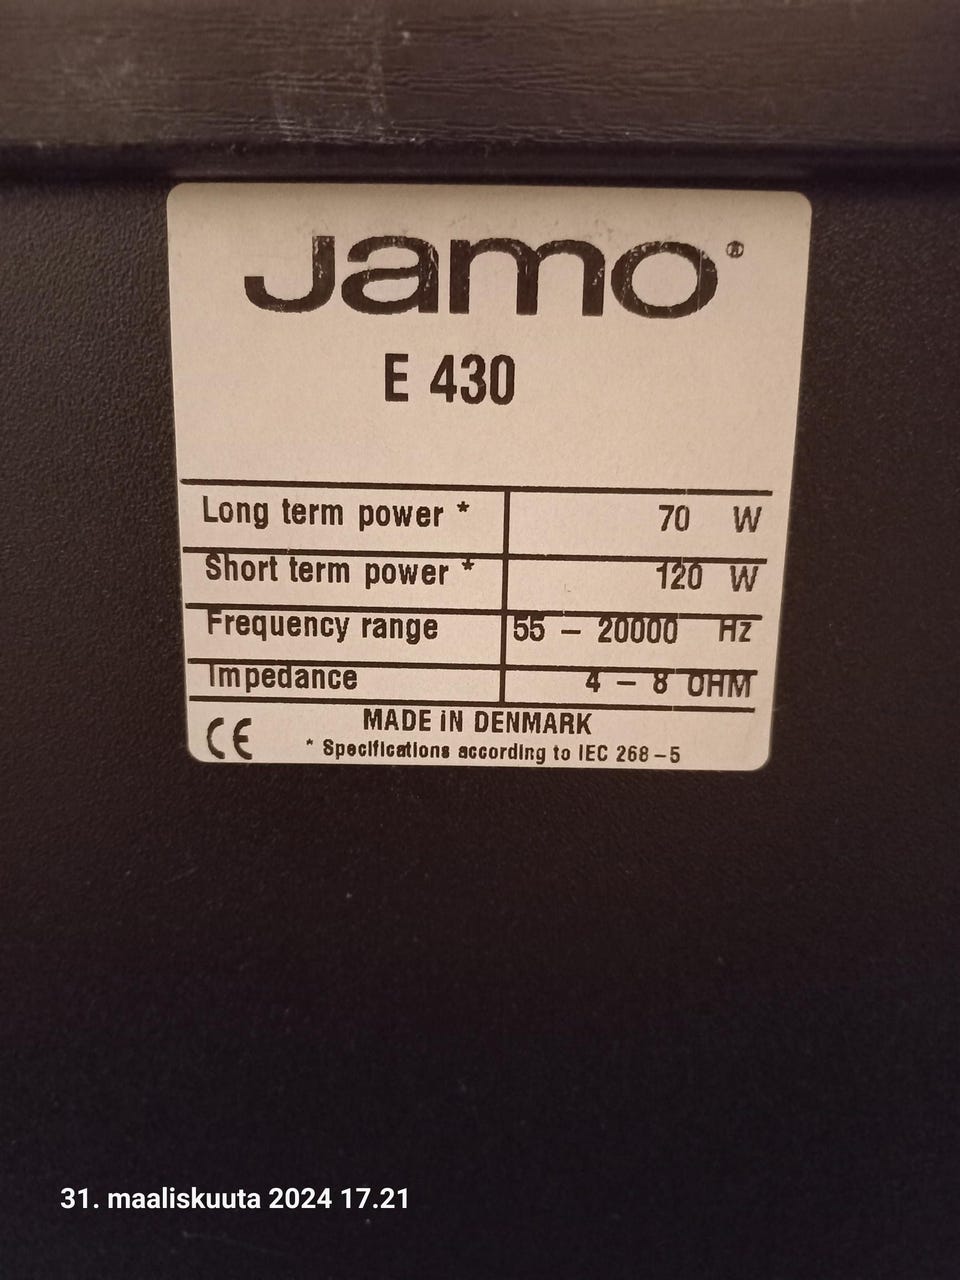 Jamo®
E 430
Long term power * 70 W
Short term power * 120 W
Frequency range 55 – 20000 Hz
Impedance 4 – 8 OHM
MADE IN DENMARK
CE * Specifications according to IEC 268–5
31. maaliskuuta 2024 17.21